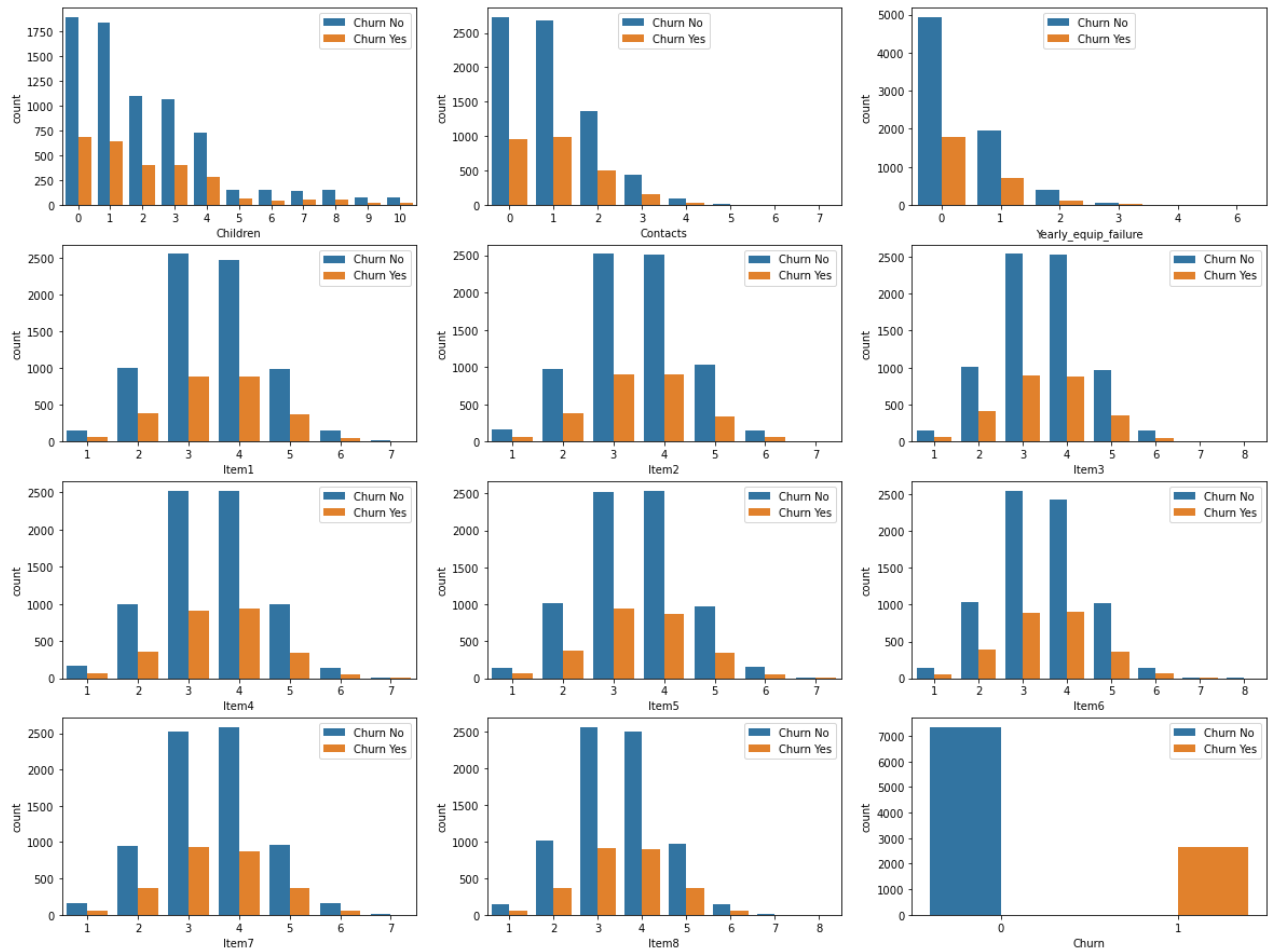 1750
1500
1250
1000
750
500
250
0
count
0 1 2 3 4 5 6 7 8 9 10
Children
Churn No
Churn Yes
2500
2000
1500
1000
500
0
count
0 1 2 3 4 5 6 7
Contacts
Churn No
Churn Yes
5000
4000
3000
2000
1000
0
count
0 1 2 3 4 6
Yearly_equip_failure
Churn No
Churn Yes
2500
2000
1500
1000
500
0
count
1 2 3 4 5 6 7
Item1
Churn No
Churn Yes
2500
2000
1500
1000
500
0
count
1 2 3 4 5 6 7
Item2
Churn No
Churn Yes
2500
2000
1500
1000
500
0
count
1 2 3 4 5 6 7 8
Item3
Churn No
Churn Yes
2500
2000
1500
1000
500
0
count
1 2 3 4 5 6 7
Item4
Churn No
Churn Yes
2500
2000
1500
1000
500
0
count
1 2 3 4 5 6 7
Item5
Churn No
Churn Yes
2500
2000
1500
1000
500
0
count
1 2 3 4 5 6 7 8
Item6
Churn No
Churn Yes
2500
2000
1500
1000
500
0
count
1 2 3 4 5 6 7
Item7
Churn No
Churn Yes
2500
2000
1500
1000
500
0
count
1 2 3 4 5 6 7 8
Item8
Churn No
Churn Yes
7000
6000
5000
4000
3000
2000
1000
0
count
0 1
Churn
Churn No
Churn Yes